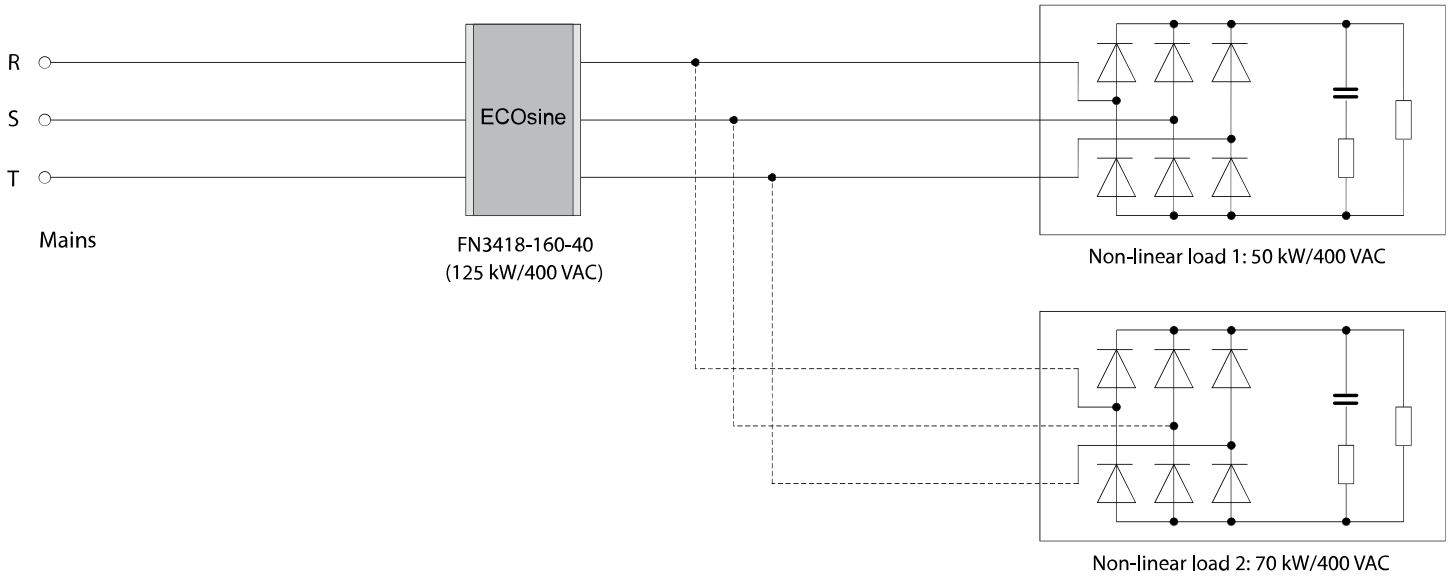 R
S
T
Mains
ECOsine
FN3418-160-40
(125 kW/400 VAC)
Non-linear load 1: 50 kW/400 VAC
Non-linear load 2: 70 kW/400 VAC